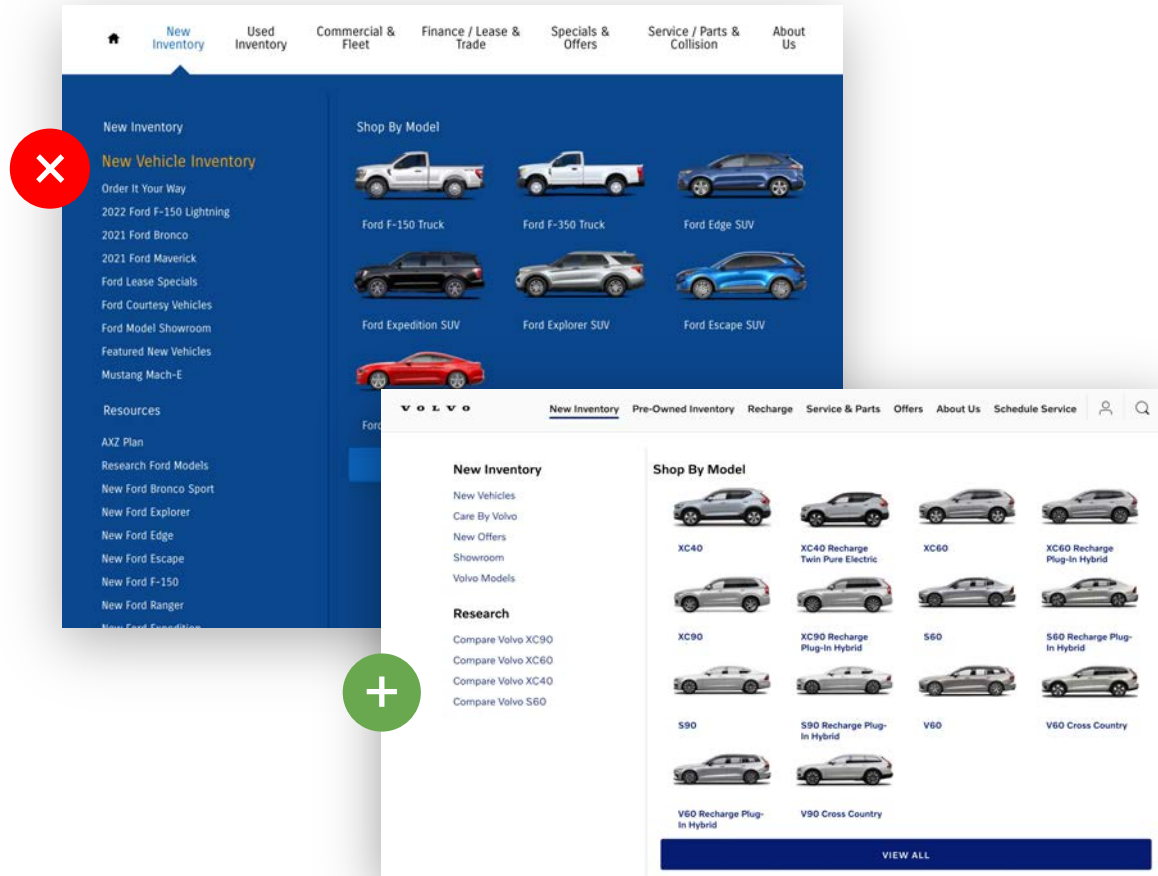 New Inventory
Used Inventory
Commercial & Fleet
Finance / Lease & Trade
Specials & Offers
Service / Parts & Collision
About Us
New Inventory
New Vehicle Inventory
Order It Your Way
2022 Ford F-150 Lightning
2021 Ford Bronco
2021 Ford Maverick
Ford Lease Specials
Ford Courtesy Vehicles
Ford Model Showroom
Featured New Vehicles
Mustang Mach-E
Resources
AXZ Plan
Research Ford Models
New Ford Bronco Sport
New Ford Explorer
New Ford Edge
New Ford Escape
New Ford F-150
New Ford Ranger
New Ford Expedition
Shop By Model
Ford F-150 Truck
Ford F-350 Truck
Ford Edge SUV
Ford Expedition SUV
Ford Explorer SUV
Ford Escape SUV
VOLVO
New Inventory
Pre-Owned Inventory
Recharge
Service & Parts
Offers
About Us
Schedule Service
New Inventory
New Vehicles
Care By Volvo
New Offers
Showroom
Volvo Models
Research
Compare Volvo XC90
Compare Volvo XC60
Compare Volvo XC40
Compare Volvo S60
Shop By Model
XC40
XC40 Recharge
Twin Pure Electric
XC60
XC60 Recharge
Plug-In Hybrid
XC90
XC90 Recharge
Plug-In Hybrid
S60
S60 Recharge Plug-
In Hybrid
S90
S90 Recharge Plug-
In Hybrid
V60
V60 Cross Country
V60 Recharge Plug-
In Hybrid
V90 Cross Country
VIEW ALL